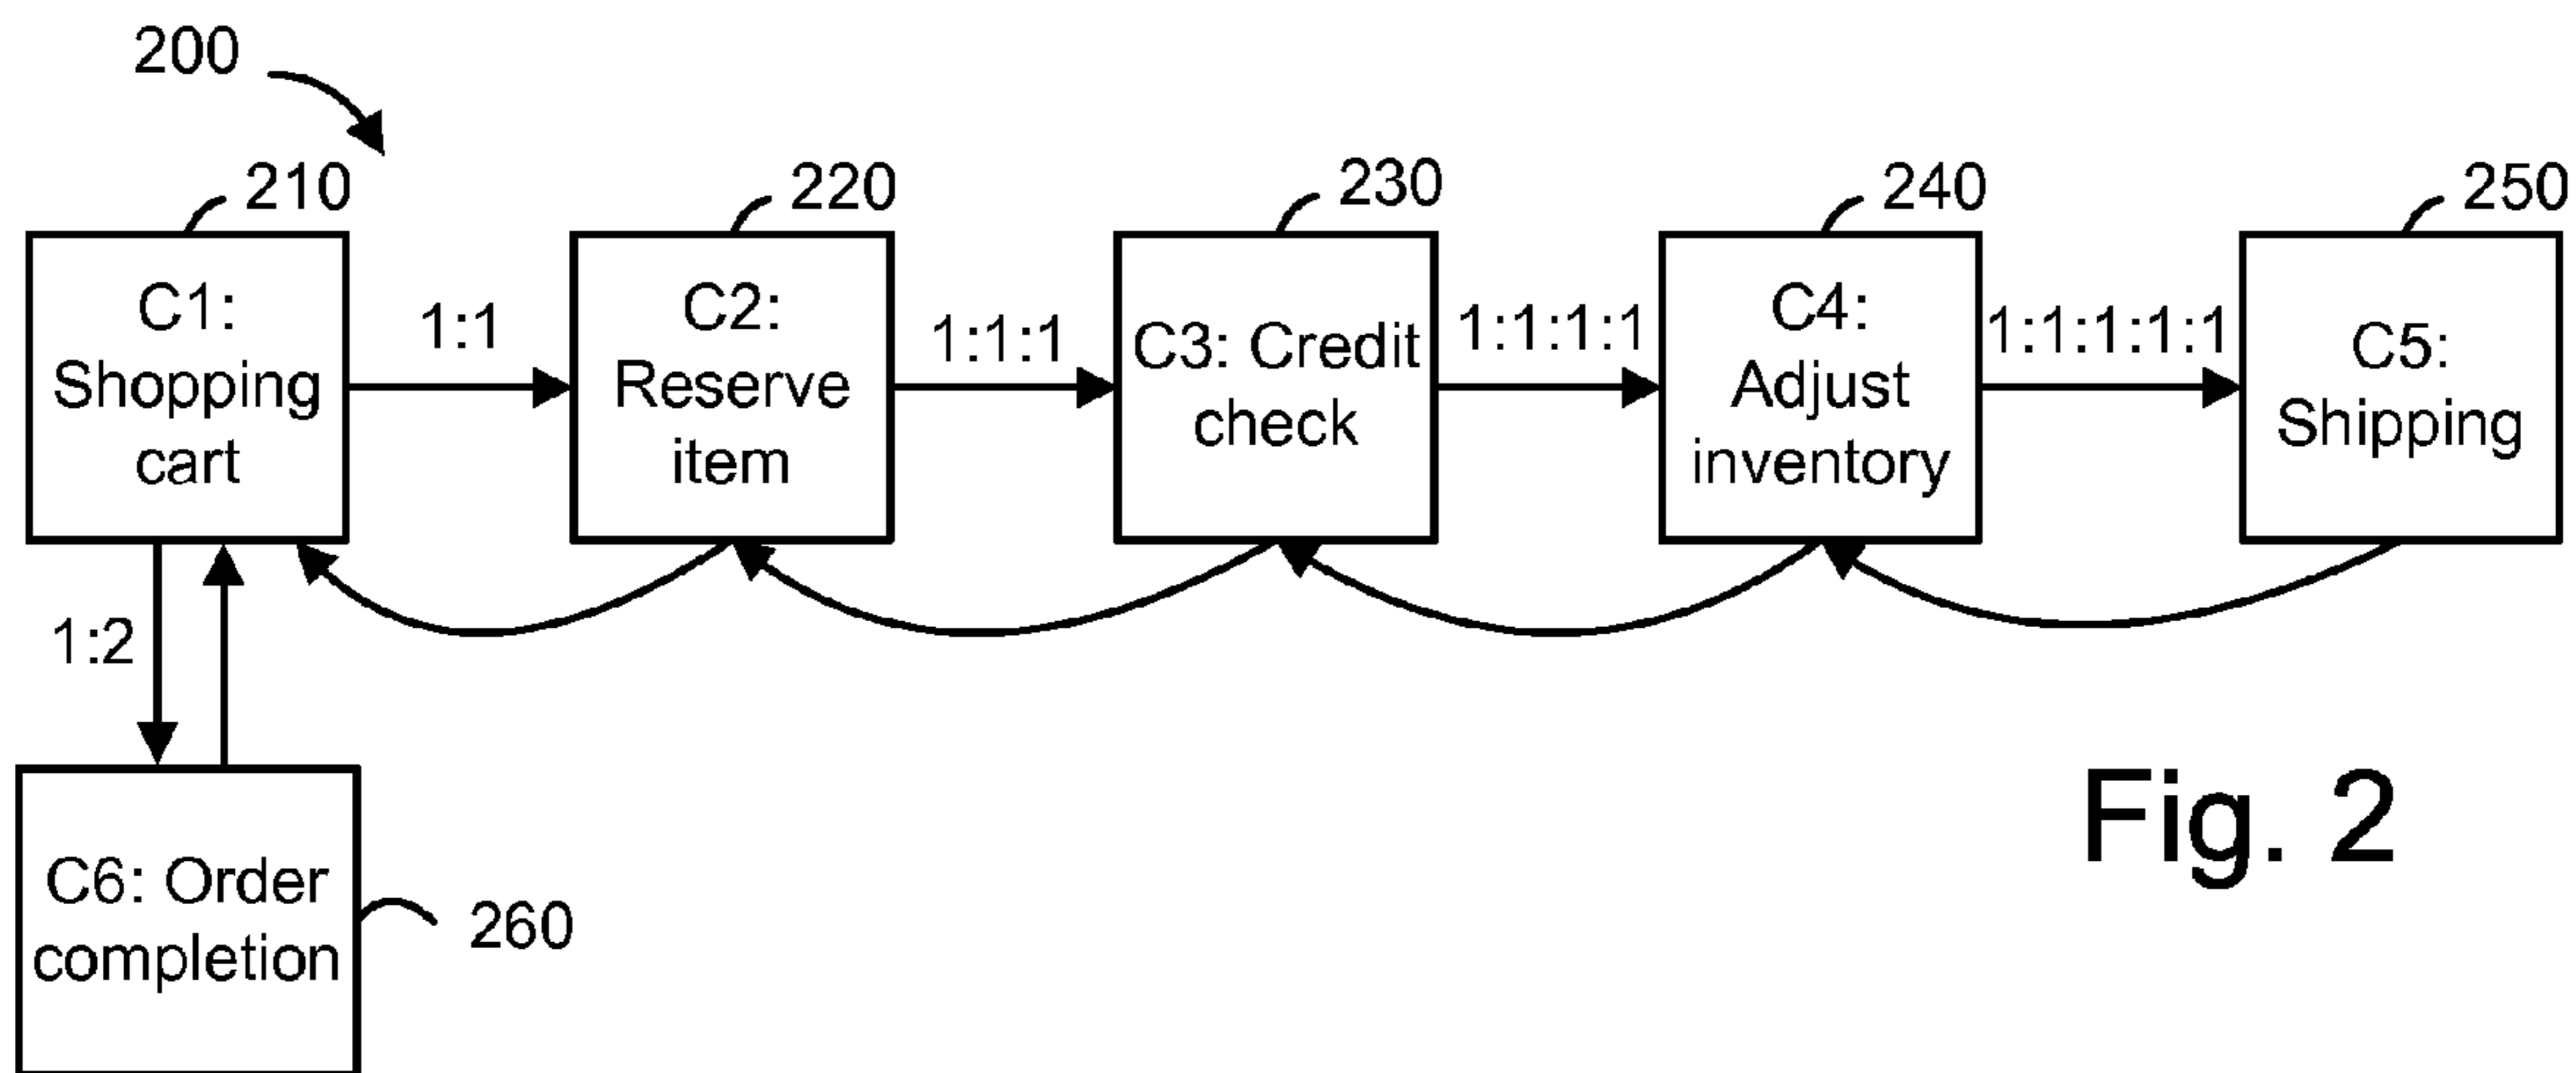 200
210
220
230
240
250
C1:
Shopping
cart
1:1
C2:
Reserve
item
1:1:1
C3: Credit
check
1:1:1:1
C4:
Adjust
inventory
1:1:1:1:1
C5:
Shipping
1:2
C6: Order
completion
260
Fig. 2